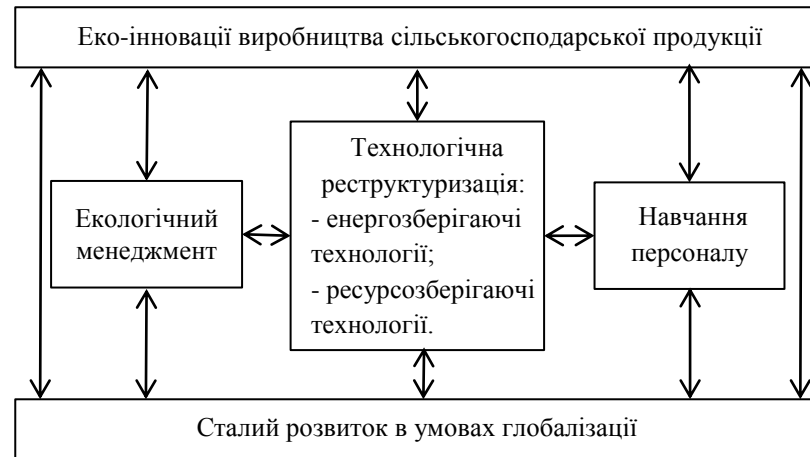 Еко-інновації виробництва сільськогосподарської продукції
Екологічний
менеджмент
Технологічна
реструктуризація:
- енергозберігаючі
технології;
- ресурсозберігаючі
технології.
Навчання
персоналу
Сталий розвиток в умовах глобалізації